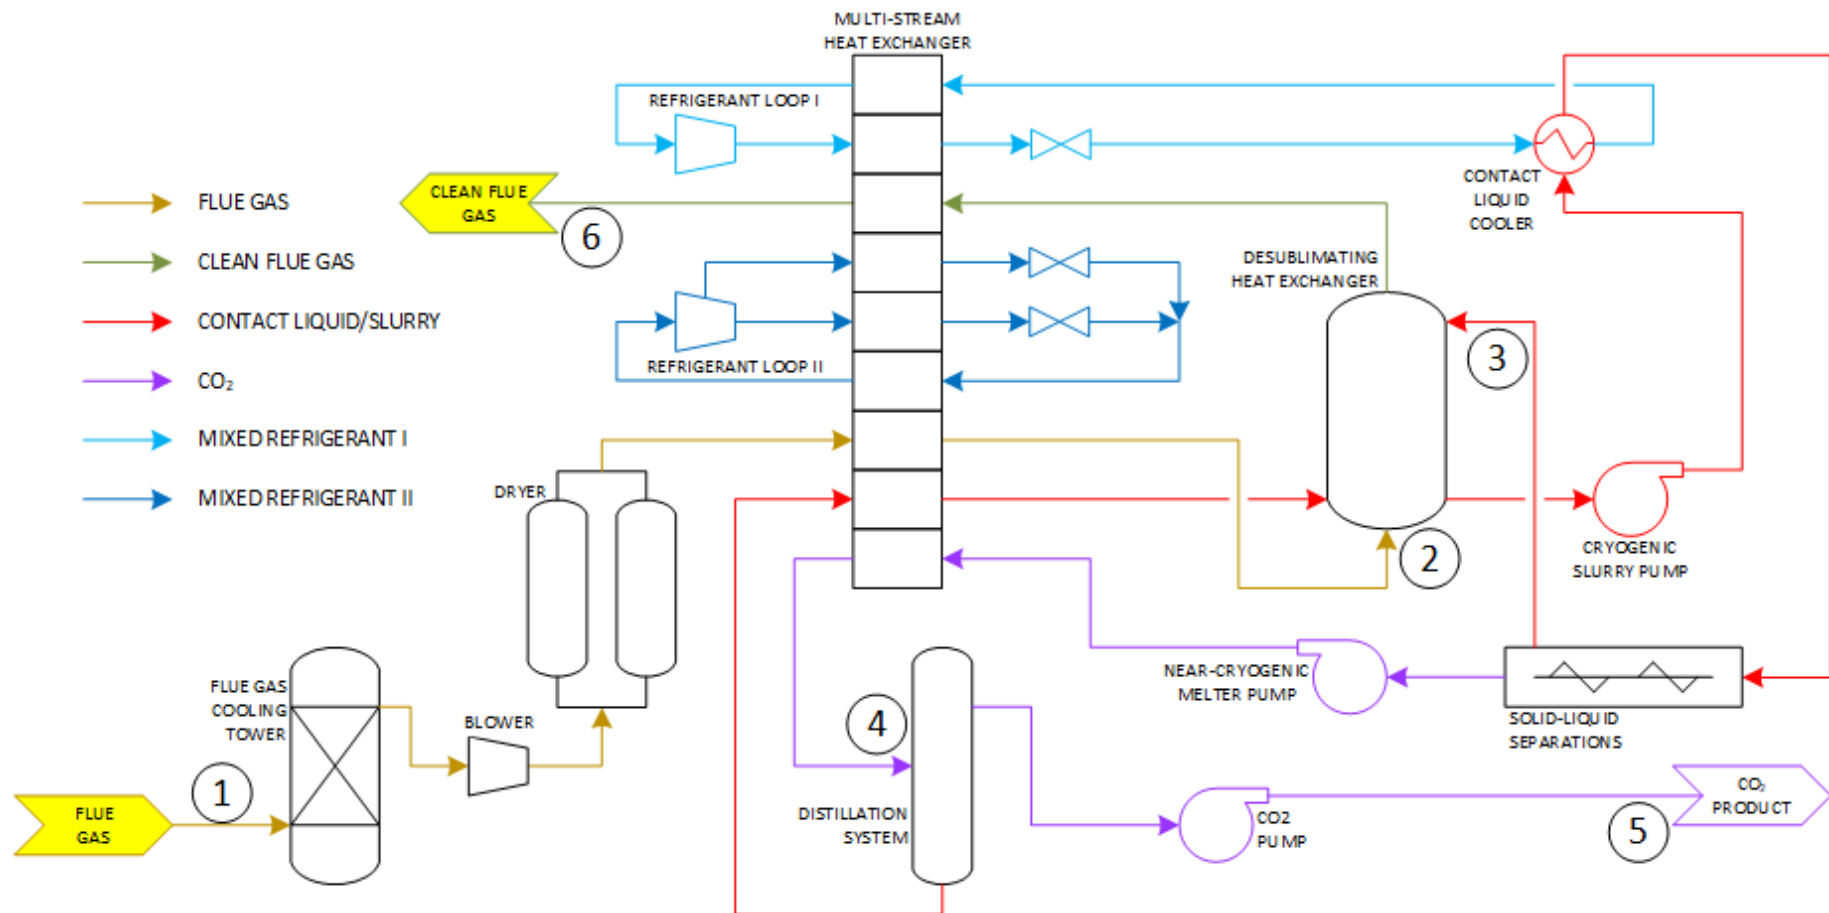 MULTI-STREAM
HEAT EXCHANGER
REFRIGERANT LOOP I
CLEAN FLUE
GAS
6
CONTACT
LIQUID
COOLER
FLUE GAS
CLEAN FLUE GAS
CONTACT LIQUID/SLURRY
CO₂
MIXED REFRIGERANT I
MIXED REFRIGERANT II
DESUBLIMATING
HEAT EXCHANGER
3
REFRIGERANT LOOP II
DRYER
2
CRYOGENIC
SLURRY PUMP
FLUE GAS
COOLING
TOWER
BLOWER
1
FLUE
GAS
4
DISTILLATION
SYSTEM
NEAR-CRYOGENIC
MELTER PUMP
SOLID-LIQUID
SEPARATIONS
CO2
PUMP
5
CO₂
PRODUCT